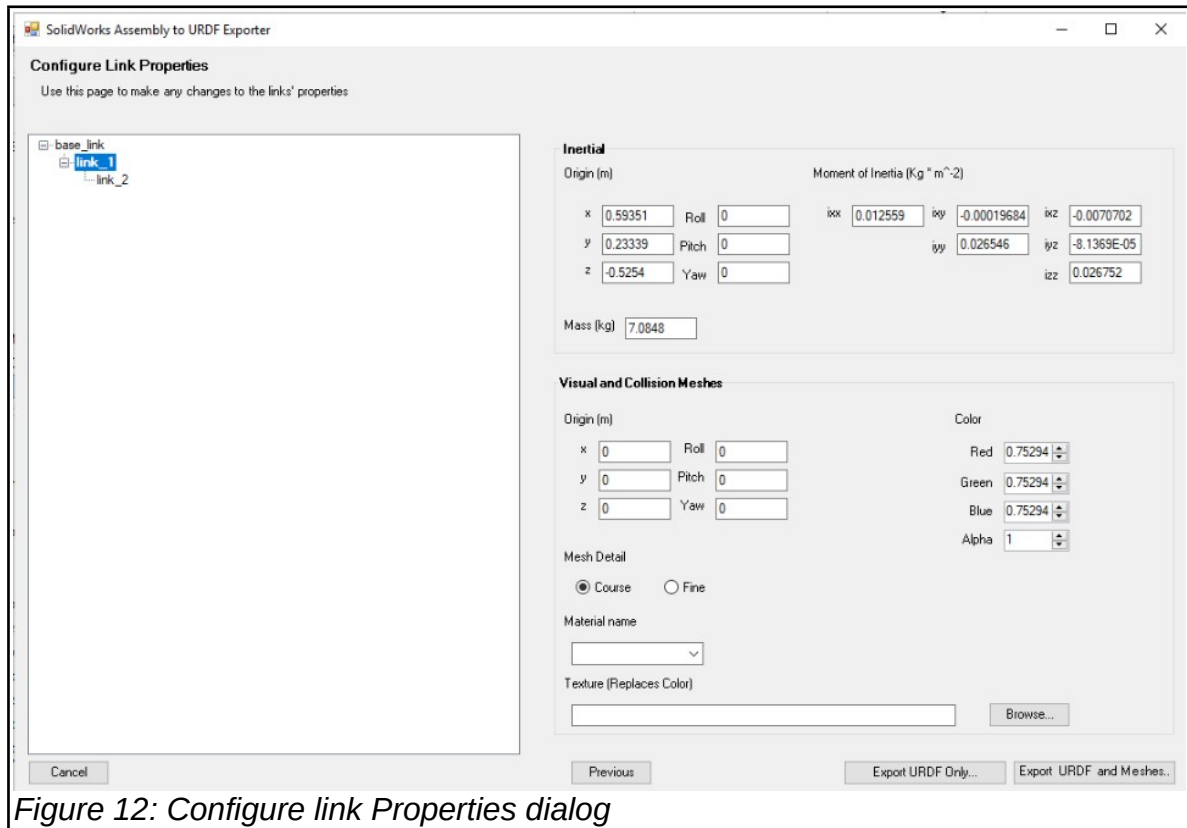 SolidWorks Assembly to URDF Exporter
Configure Link Properties
Use this page to make any changes to the links' properties
base_link
link_1
link_2
Inertial
Origin (m) Moment of Inertia (Kg * m^-2)
x 0.59351 Roll 0 ixx 0.012559 ixy -0.00019684 ixz -0.0070702
y 0.23339 Pitch 0 iyy 0.026546 iyz -8.1369E-05
z -0.5254 Yaw 0 izz 0.026752
Mass (kg) 7.0848
Visual and Collision Meshes
Origin (m) Color
x 0 Roll 0 Red 0.75294
y 0 Pitch 0 Green 0.75294
z 0 Yaw 0 Blue 0.75294
Alpha 1
Mesh Detail
Course Fine
Material name
Texture (Replaces Color)
Browse...
Cancel Previous Export URDF Only... Export URDF and Meshes..
Figure 12: Configure link Properties dialog